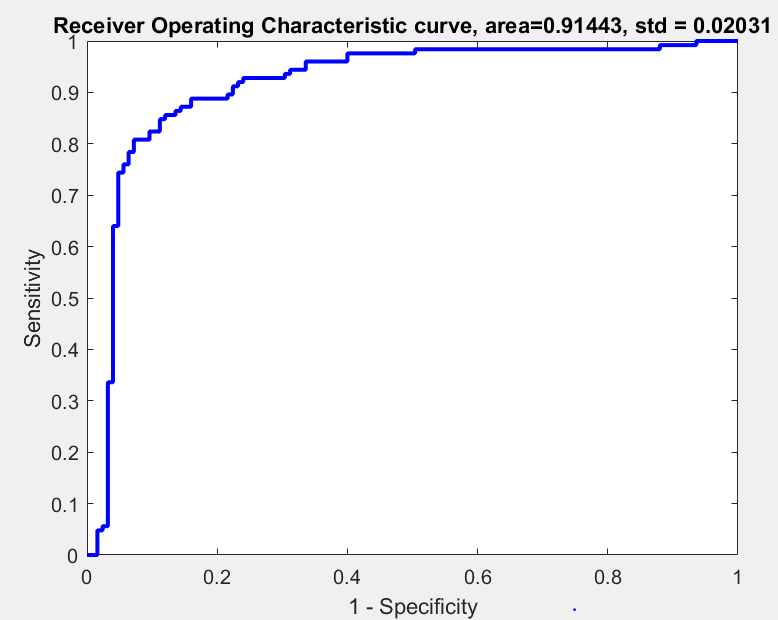 Receiver Operating Characteristic curve, area=0.91443, std = 0.02031
1
0.9
0.8
0.7
0.6
0.5
0.4
0.3
0.2
0.1
0
Sensitivity
0 0.2 0.4 0.6 0.8 1
1 - Specificity